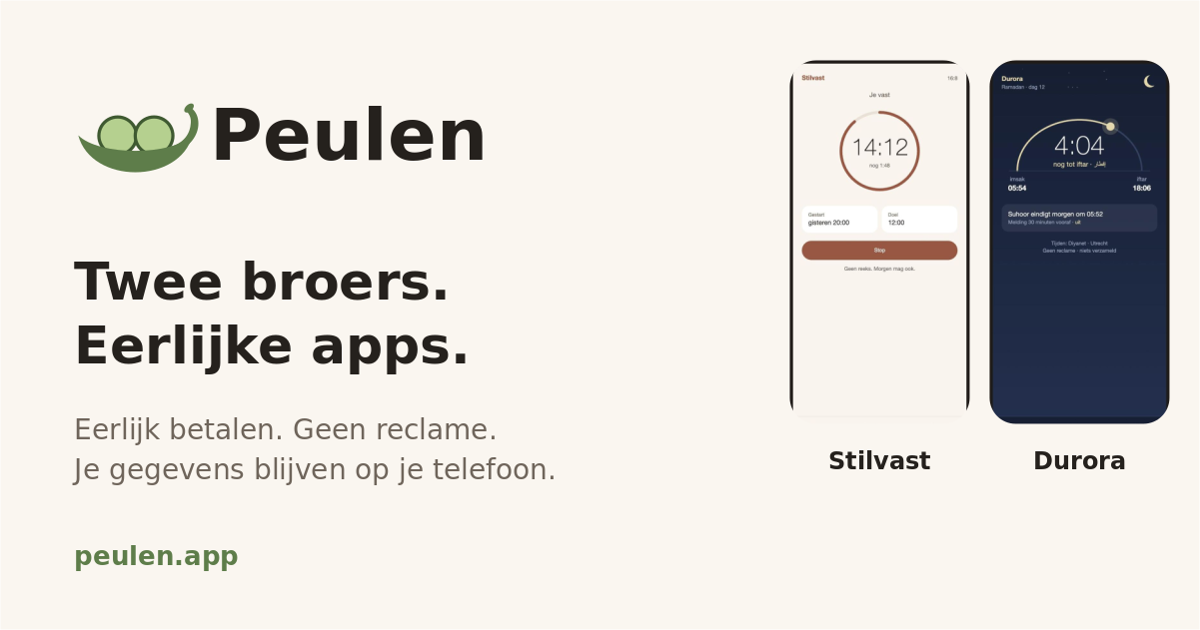 Peulen
Twee broers.
Eerlijke apps.
Eerlijk betalen. Geen reclame.
Je gegevens blijven op je telefoon.
peulen.app
Stilvast
16:8
Je vast
14:12
nog 1:48
Gestart
gisteren 20:00
Doel
12:00
Stop
Geen reeks. Morgen mag ook.
Stilvast
Durora
Ramadan · dag 12
4:04
nog tot iftar · إفطار
imsak
05:54
iftar
18:06
Suhoor eindigt morgen om 05:52
Melding 30 minuten vooraf · uit
Tijden: Diyanet · Utrecht
Geen reclame · niets verzameld
Durora